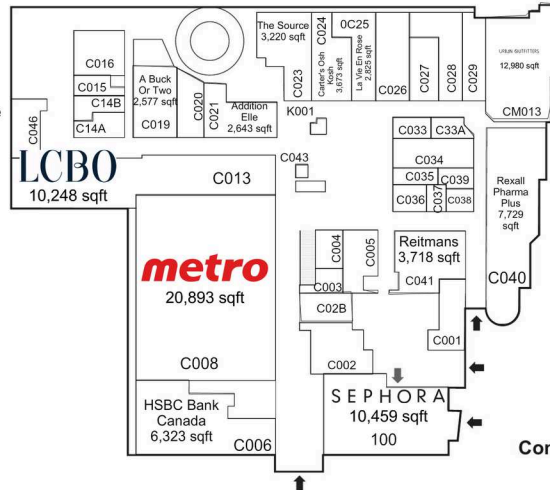 The Source
3,220 sqft
C023
C024
Carter's Osh
Kosh
3,673 sqft
0C25
La Vie En Rose
2,825 sqft
C026
C027
C028
C029
URBAN OUTFITTERS
12,980 sqft
CM013
C016
C015
C14B
C14A
C046
A Buck
Or Two
2,577 sqft
C019
C020
C021
Addition
Elle
2,643 sqft
K001
LCBO
10,248 sqft
C013
C043
C033
C33A
C034
C035
C039
C036
C037
C038
Rexall
Pharma
Plus
7,729
sqft
C040
metro
20,893 sqft
C008
C004
C005
C003
C02B
C002
Reitmans
3,718 sqft
C041
C001
HSBC Bank
Canada
6,323 sqft
C006
SEPHORA
10,459 sqft
100
Con